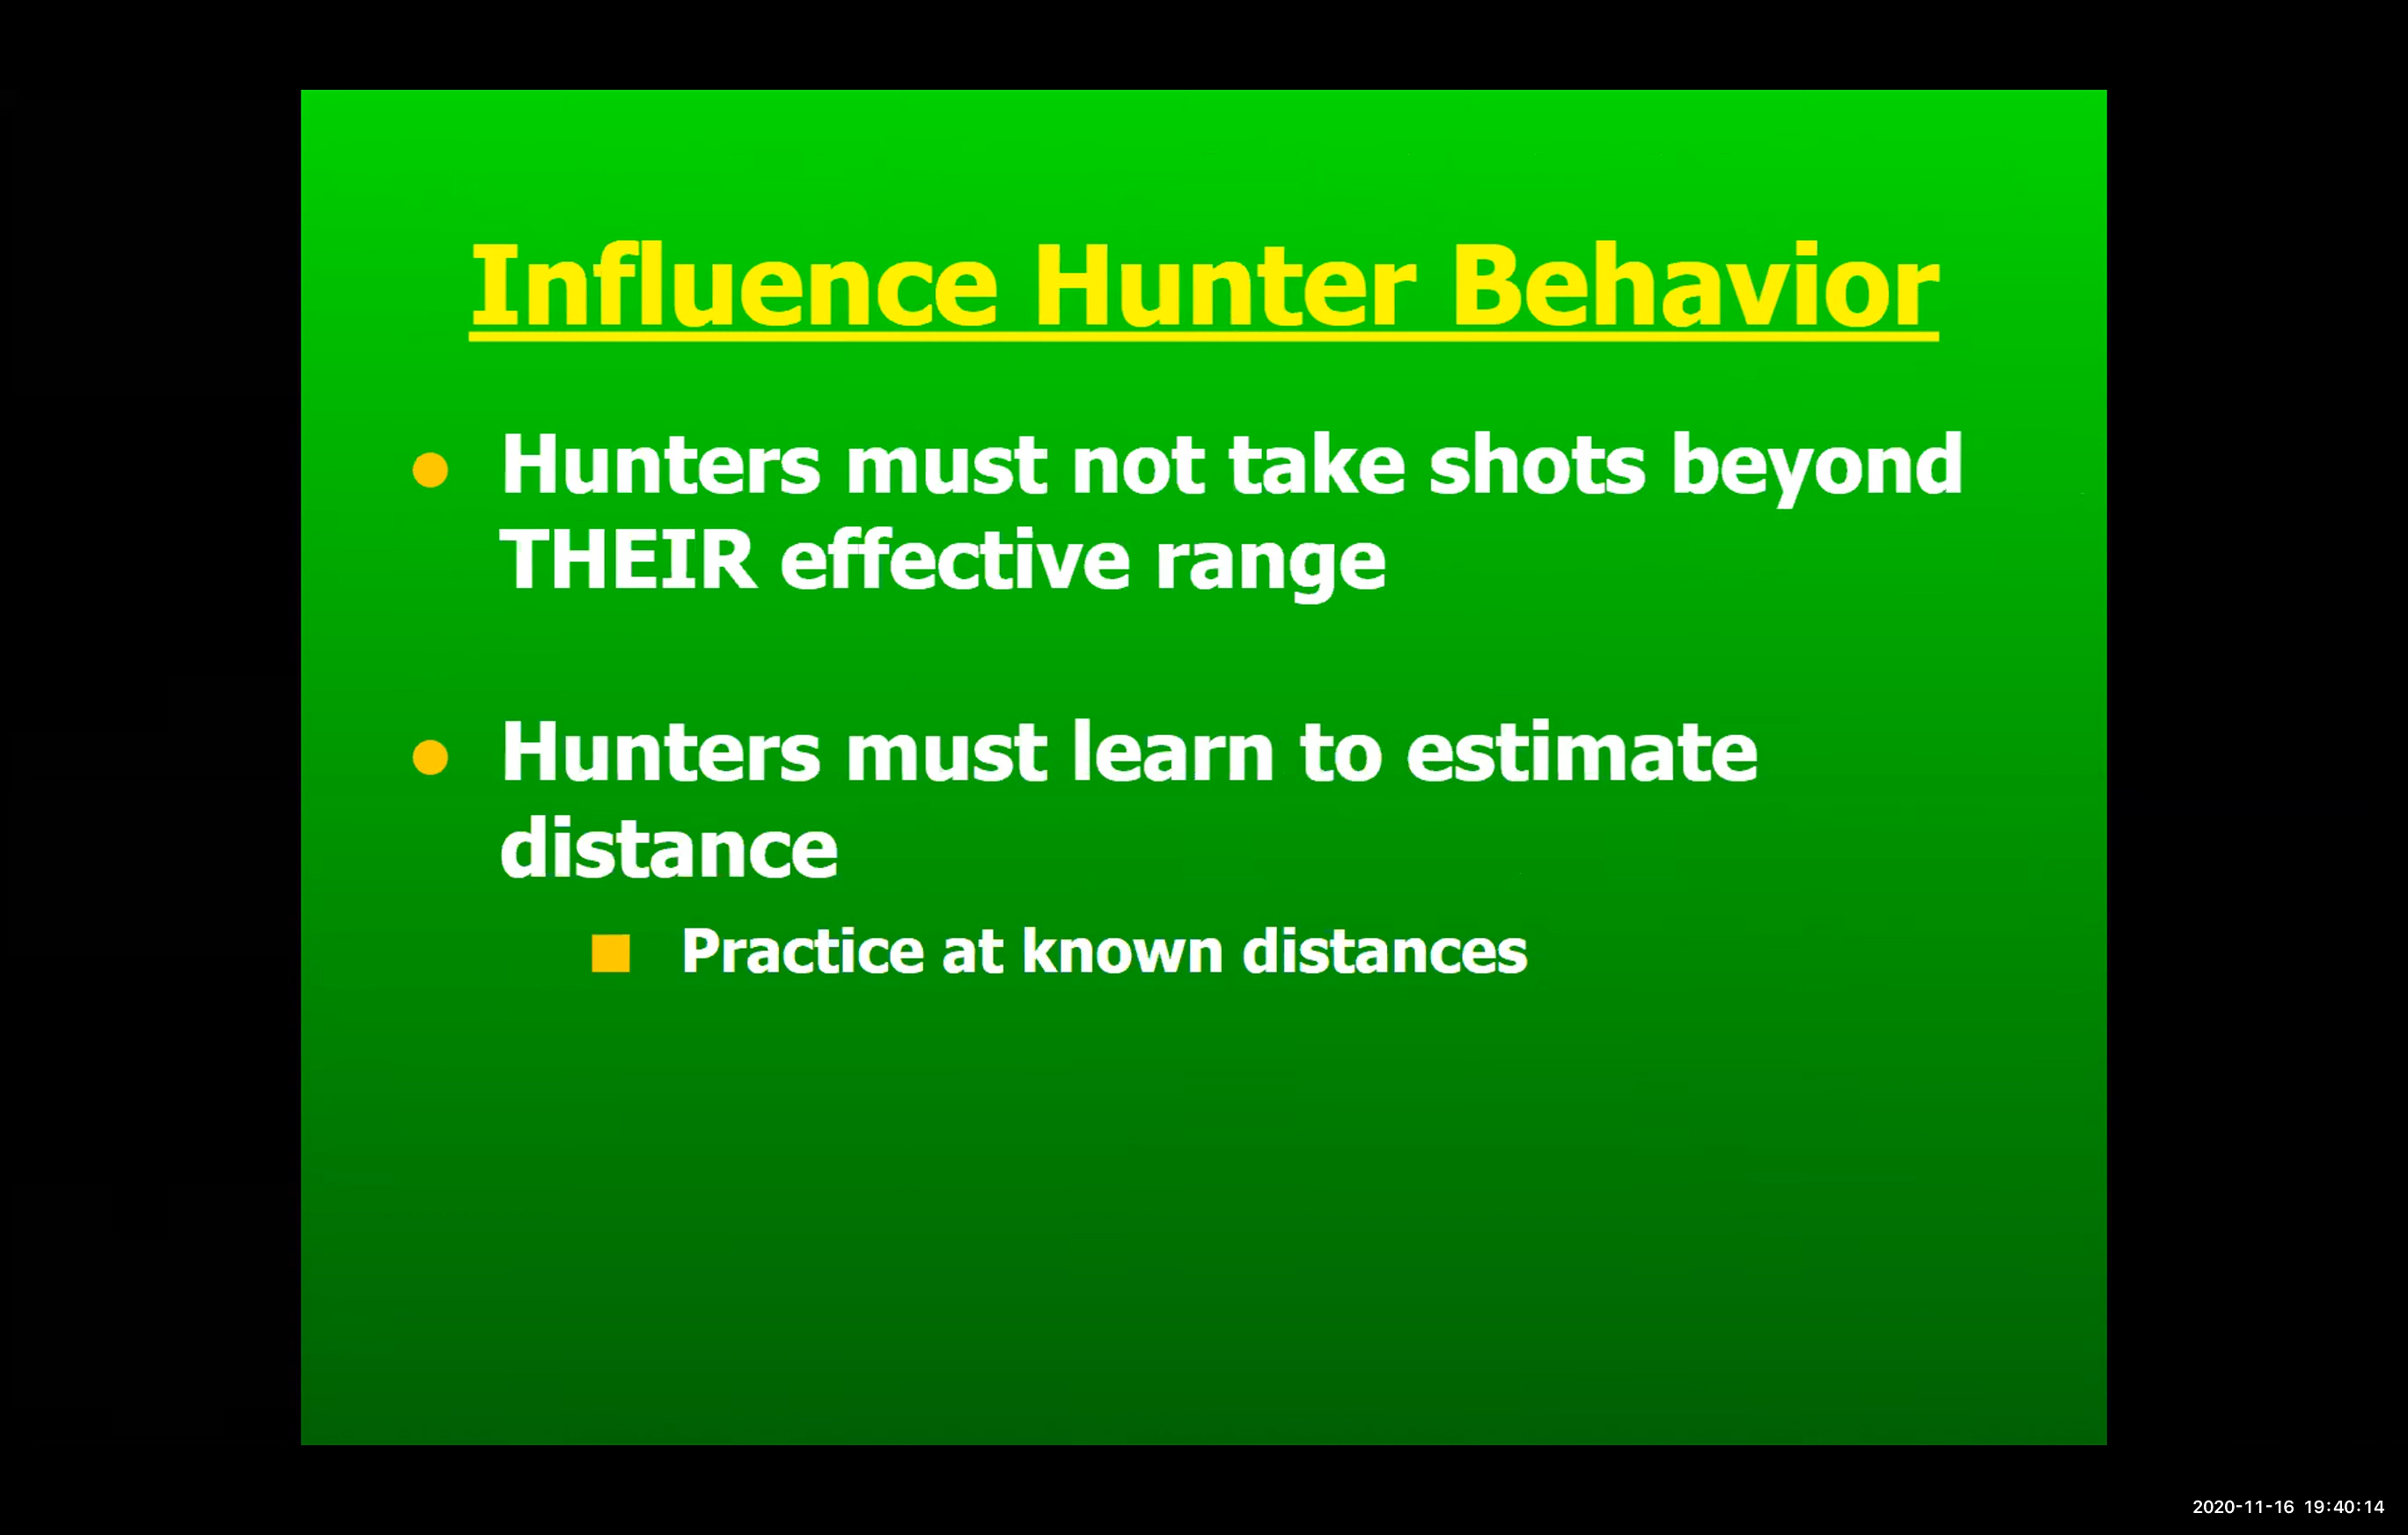 Influence Hunter Behavior
Hunters must not take shots beyond
THEIR effective range
Hunters must learn to estimate
distance
Practice at known distances
2020-11-16 19:40:14